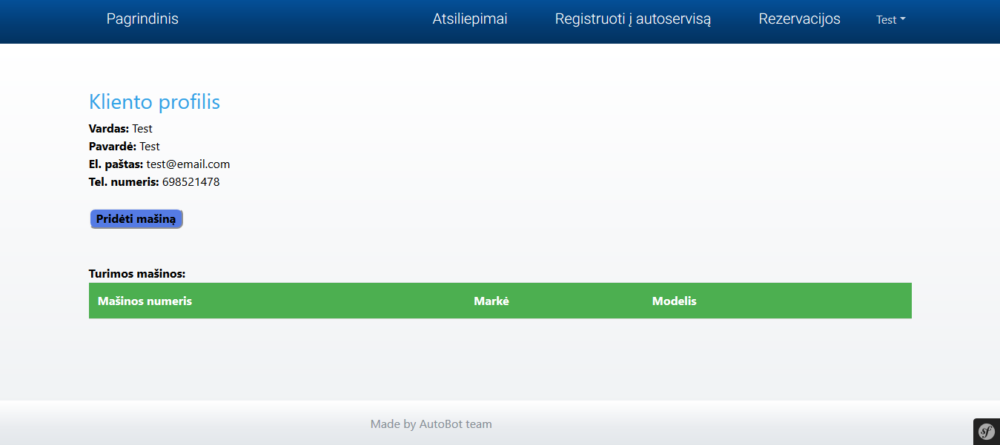 Pagrindinis Atsiliepimai Registruoti į autoservisą Rezervacijos Test
Kliento profilis
Vardas: Test
Pavardė: Test
El. paštas: test@email.com
Tel. numeris: 698521478
Pridėti mašiną
Turimos mašinos:
Mašinos numeris Markė Modelis
Made by AutoBot team
sf